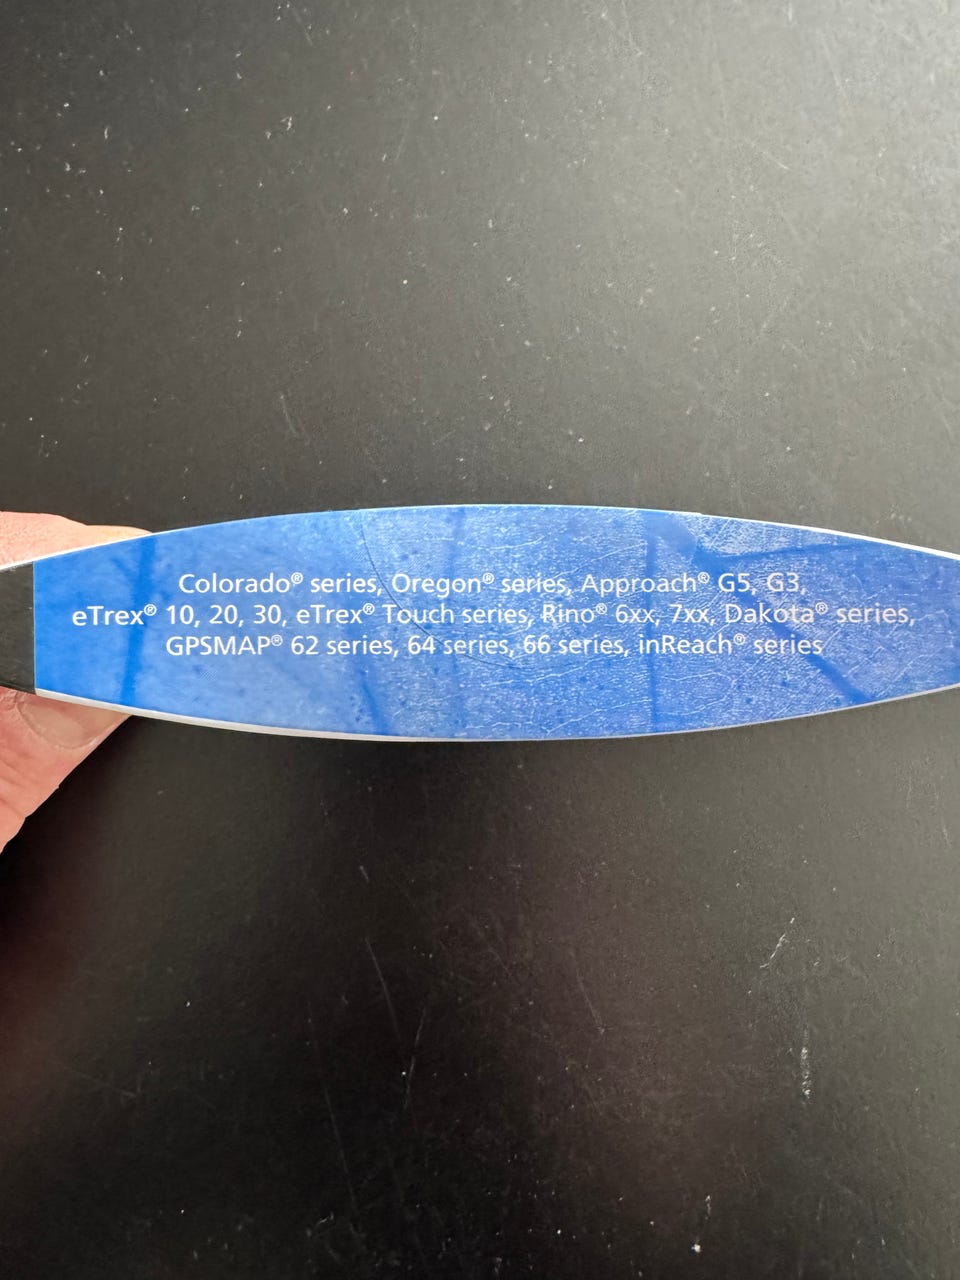 Colorado® series, Oregon® series, Approach® G5, G3,
eTrex® 10, 20, 30, eTrex® Touch series, Rino® 6xx, 7xx, Dakota® series,
GPSMAP® 62 series, 64 series, 66 series, inReach® series